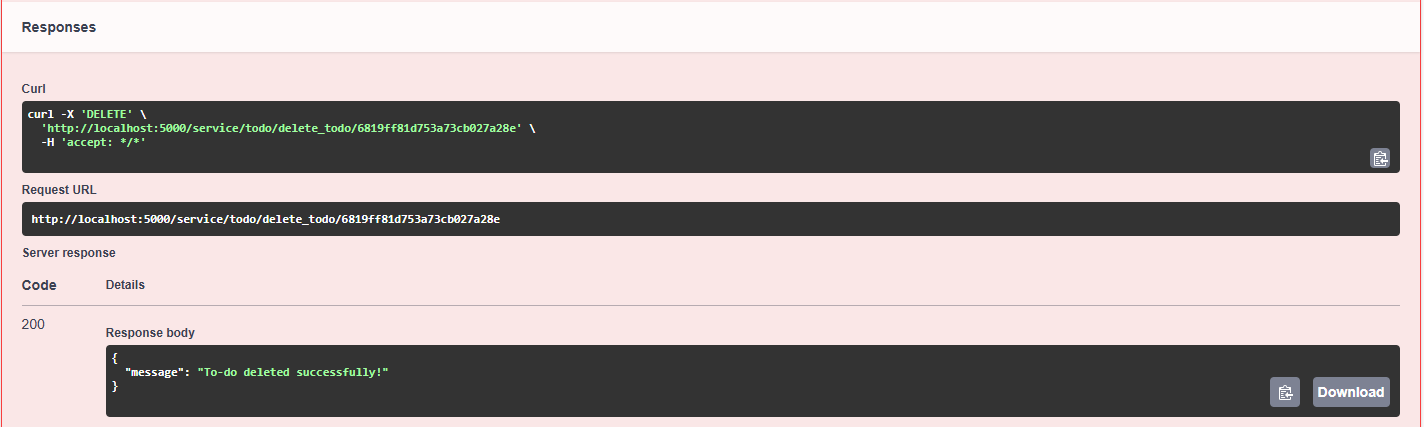 Responses
Curl
curl -X 'DELETE' \
  'http://localhost:5000/service/todo/delete_todo/6819ff81d753a73cb027a28e' \
  -H 'accept: */*'
Request URL
http://localhost:5000/service/todo/delete_todo/6819ff81d753a73cb027a28e
Server response
Code Details
200
Response body
{
  "message": "To-do deleted successfully!"
}
Download